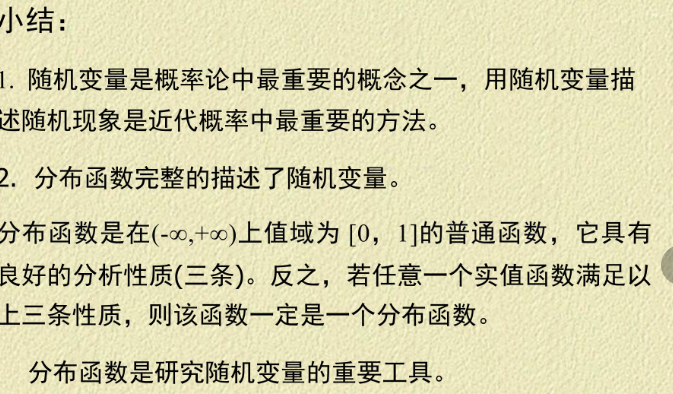 小结：
1. 随机变量是概率论中最重要的概念之一，用随机变量描
述随机现象是近代概率中最重要的方法。
2. 分布函数完整的描述了随机变量。
分布函数是在(-∞,+∞)上值域为 [0，1]的普通函数，它具有
良好的分析性质(三条)。反之，若任意一个实值函数满足以
上三条性质，则该函数一定是一个分布函数。
分布函数是研究随机变量的重要工具。